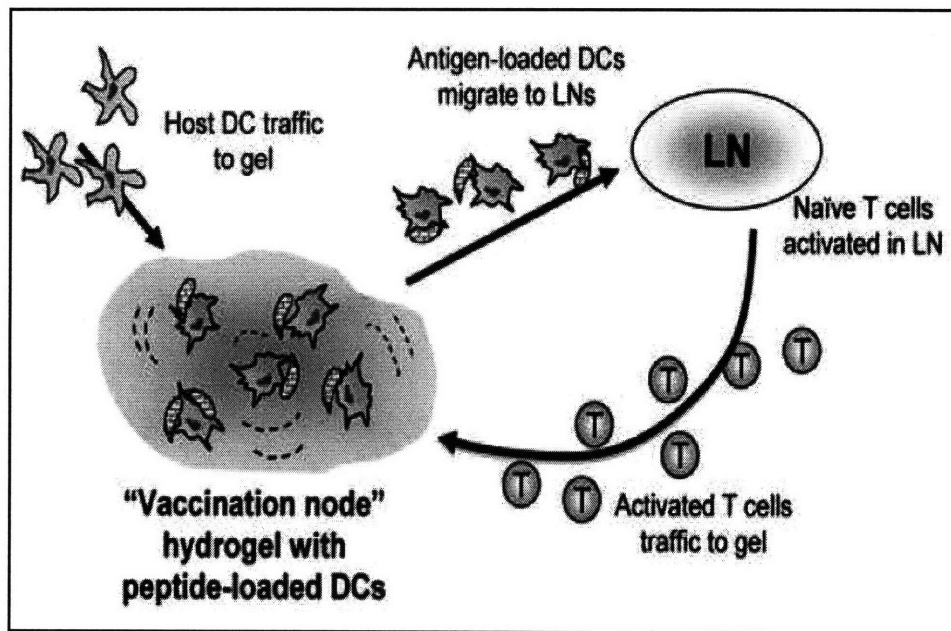 Host DC traffic
to gel
Antigen-loaded DCs
migrate to LNs
LN
Naïve T cells
activated in LN
T
T
T
T
T
T
T
Activated T cells
traffic to gel
"Vaccination node"
hydrogel with
peptide-loaded DCs